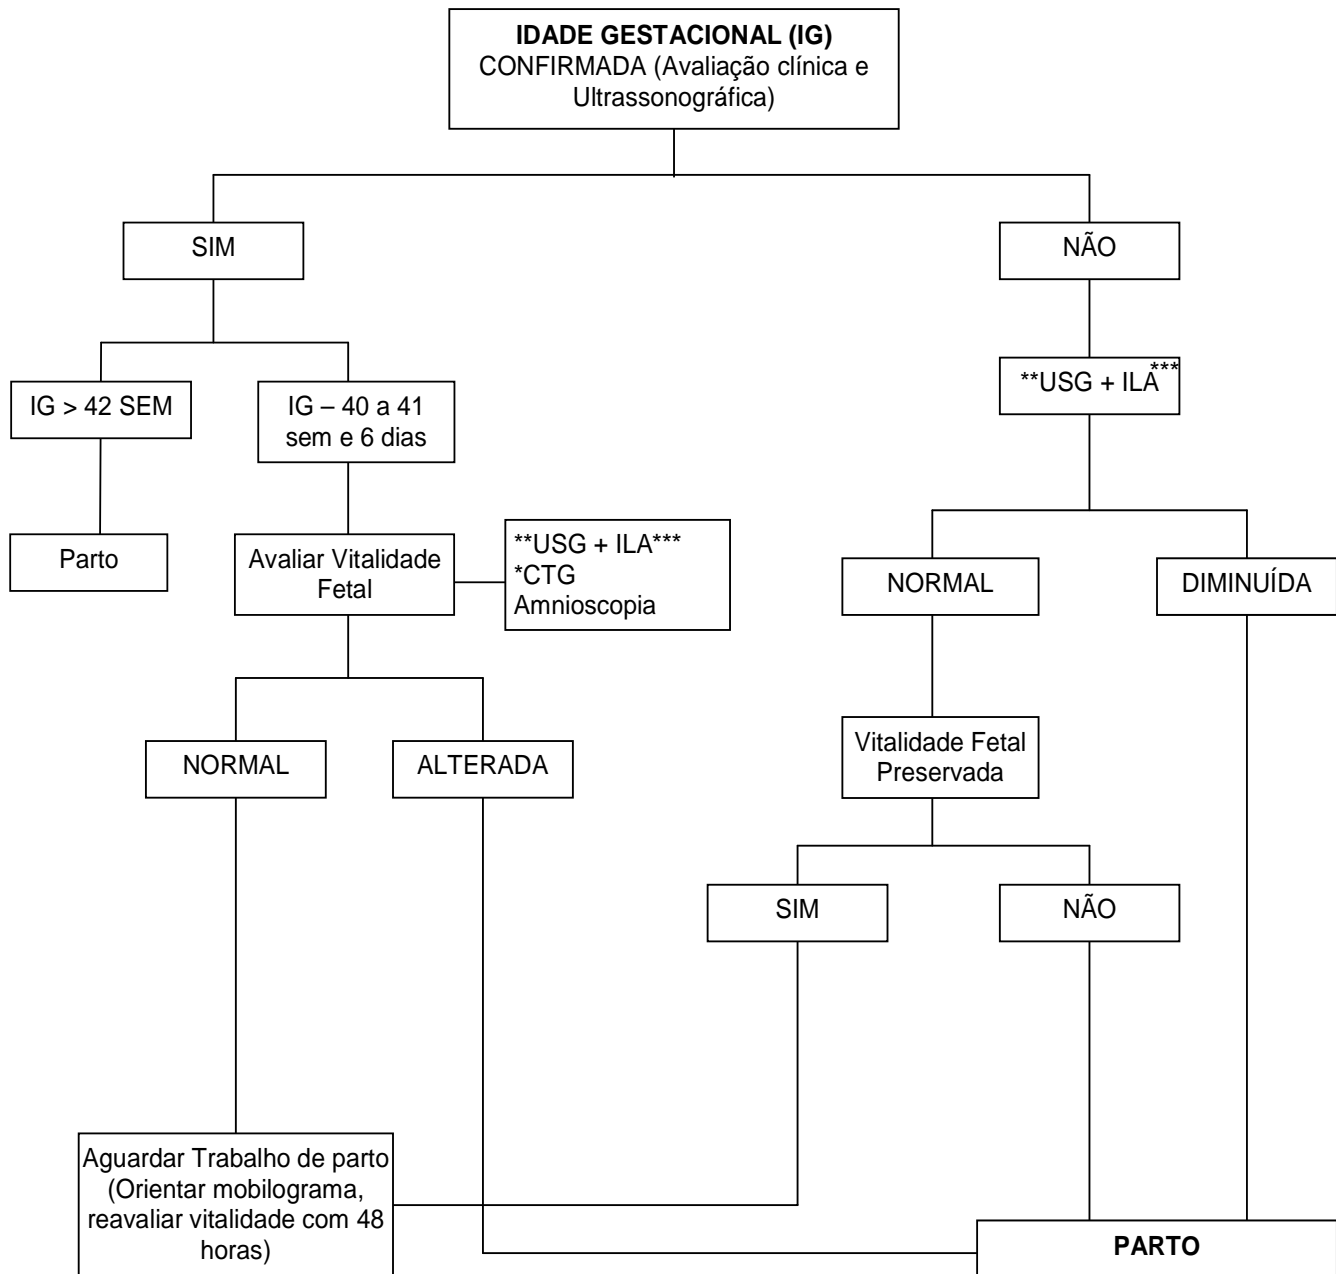 IDADE GESTACIONAL (IG)
CONFIRMADA (Avaliação clínica e
Ultrassonográfica)
SIM
NÃO
IG > 42 SEM
IG – 40 a 41
sem e 6 dias
**USG + ILA***
Parto
Avaliar Vitalidade
Fetal
**USG + ILA***
*CTG
Amnioscopia
NORMAL
DIMINUÍDA
NORMAL
ALTERADA
Vitalidade Fetal
Preservada
SIM
NÃO
Aguardar Trabalho de parto
(Orientar mobilograma,
reavaliar vitalidade com 48
horas)
PARTO